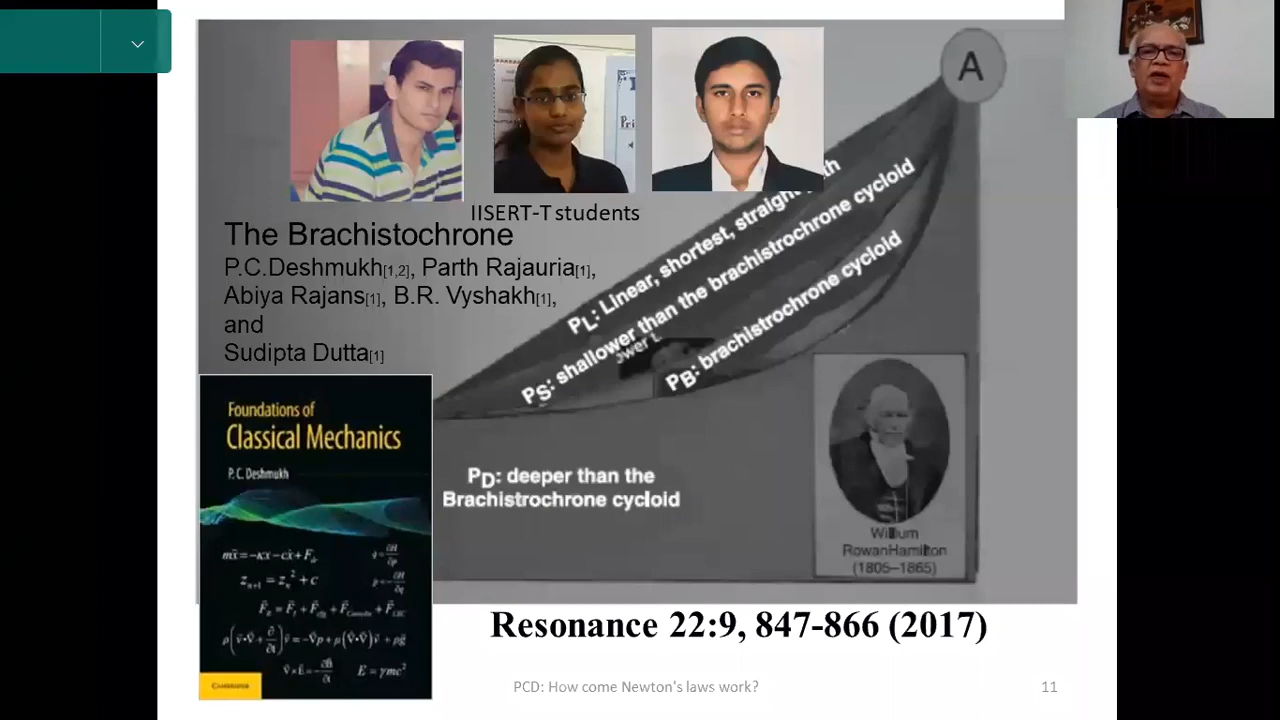 A
IISERT-T students
The Brachistochrone
P.C.Deshmukh[1,2], Parth Rajauria[1],
Abiya Rajans[1], B.R. Vyshakh[1],
and
Sudipta Dutta[1]
PL: Linear, shortest, straight
PS: shallower than the brachistrochrone cycloid
PB: brachistrochrone cycloid
PD: deeper than the
Brachistrochrone cycloid
Foundations of
Classical Mechanics
P. C. Deshmukh
E = γmc²
CAMBRIDGE
William
RowanHamilton
(1805–1865)
Resonance 22:9, 847-866 (2017)
PCD: How come Newton's laws work?
11